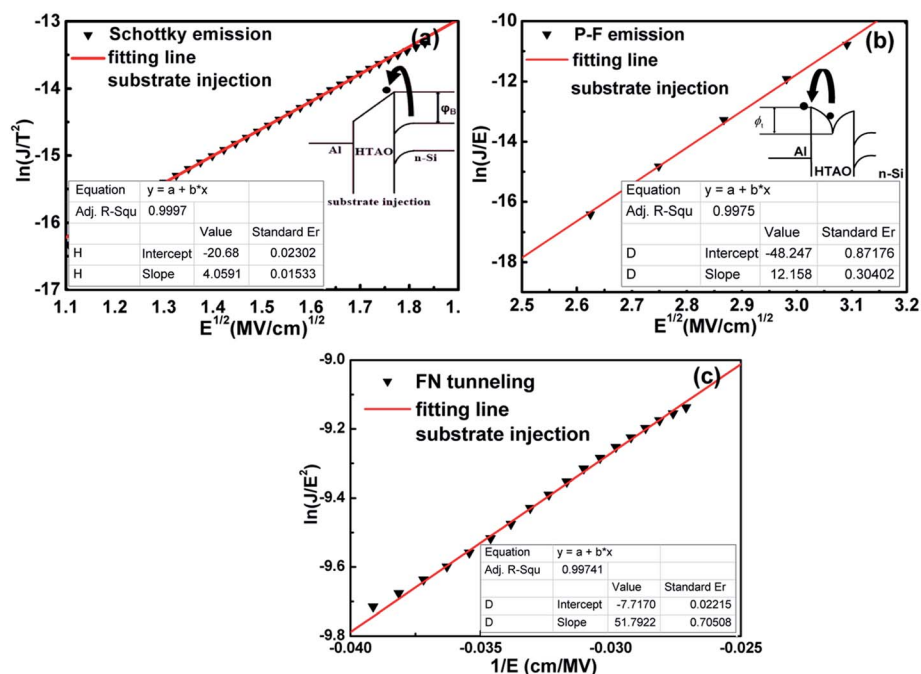 -13
-14
-15
-16
-17
ln(J/T²)
Schottky emission
(a)
fitting line
substrate injection
φB
Al
HTAO
n-Si
substrate injection
Equation y = a + b*x
Adj. R-Squ 0.9997
Value Standard Er
H Intercept -20.68 0.02302
H Slope 4.0591 0.01533
1.1 1.2 1.3 1.4 1.5 1.6 1.7 1.8 1.
E^1/2(MV/cm)^1/2
-10
-12
-14
-16
-18
ln(J/E)
P-F emission
(b)
fitting line
substrate injection
ϕt
Al
HTAO
n-Si
Equation y = a + b*x
Adj. R-Squ 0.9975
Value Standard Er
D Intercept -48.247 0.87176
D Slope 12.158 0.30402
2.5 2.6 2.7 2.8 2.9 3.0 3.1 3.2
E^1/2(MV/cm)^1/2
-9.0
-9.2
-9.4
-9.6
-9.8
ln(J/E²)
FN tunneling
(c)
fitting line
substrate injection
Equation y = a + b*x
Adj. R-Squ 0.99741
Value Standard Er
D Intercept -7.7170 0.02215
D Slope 51.7922 0.70508
-0.040 -0.035 -0.030 -0.025
1/E (cm/MV)